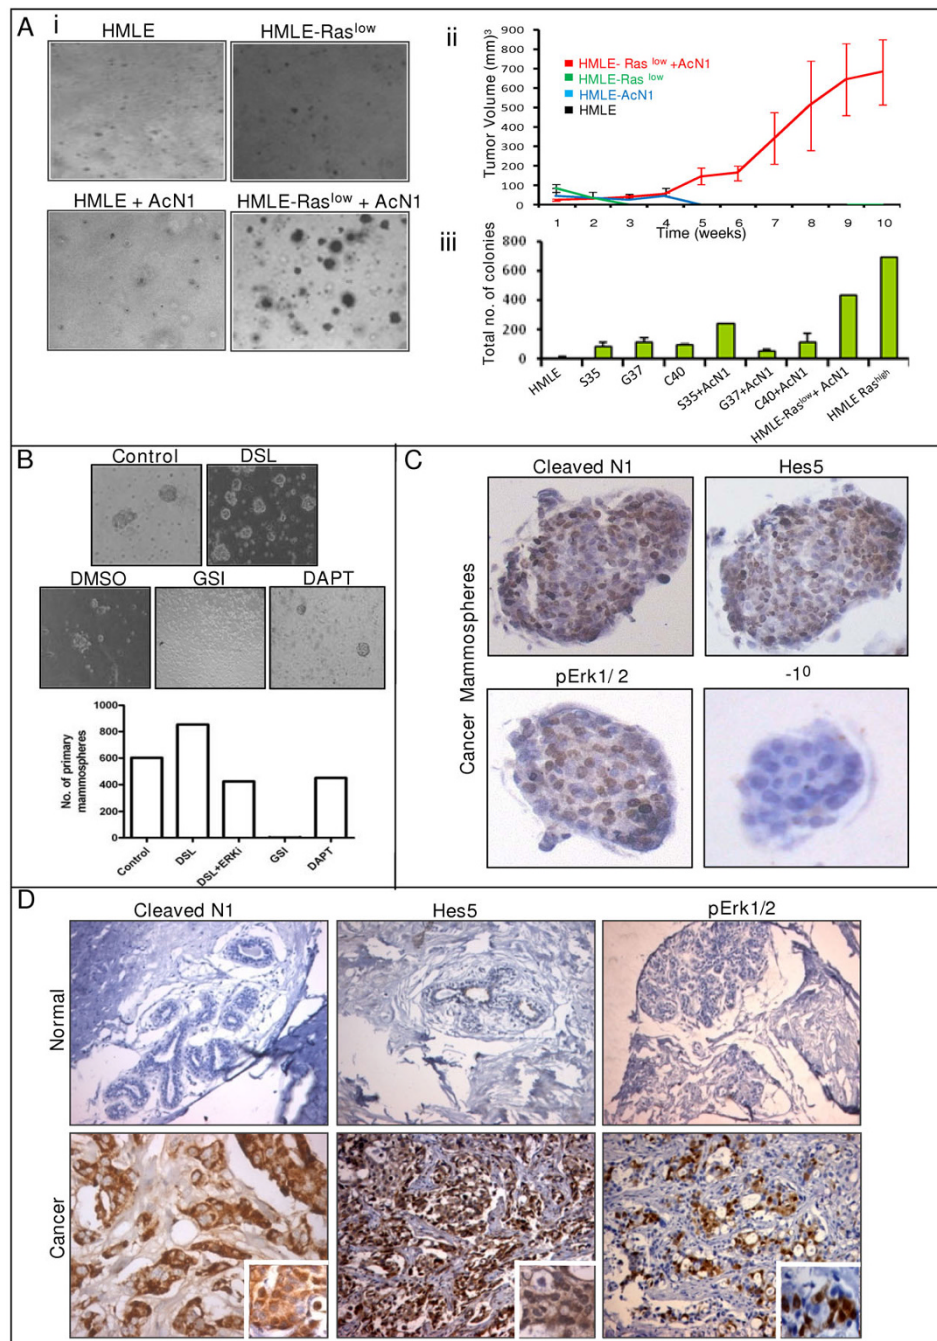 A
i
HMLE
HMLE-Ras^low
HMLE + AcN1
HMLE-Ras^low + AcN1
ii
Tumor Volume (mm)³
900
800
700
600
500
400
300
200
100
0
HMLE- Ras ^low +AcN1
HMLE-Ras ^low
HMLE-AcN1
HMLE
1 2 3 4 5 6 7 8 9 10
Time (weeks)
iii
Total no. of colonies
800
600
400
200
0
HMLE
S35
G37
C40
S35+AcN1
G37+AcN1
C40+AcN1
HMLE-Ras^low+ AcN1
HMLE Ras^high
B
Control
DSL
DMSO
GSI
DAPT
No. of primary
mammospheres
1000
800
600
400
200
0
Control
DSL
DSL+ERKi
GSI
DAPT
C
Cancer Mammospheres
Cleaved N1
Hes5
pErk1/ 2
-1⁰
D
Cleaved N1
Hes5
pErk1/2
Normal
Cancer